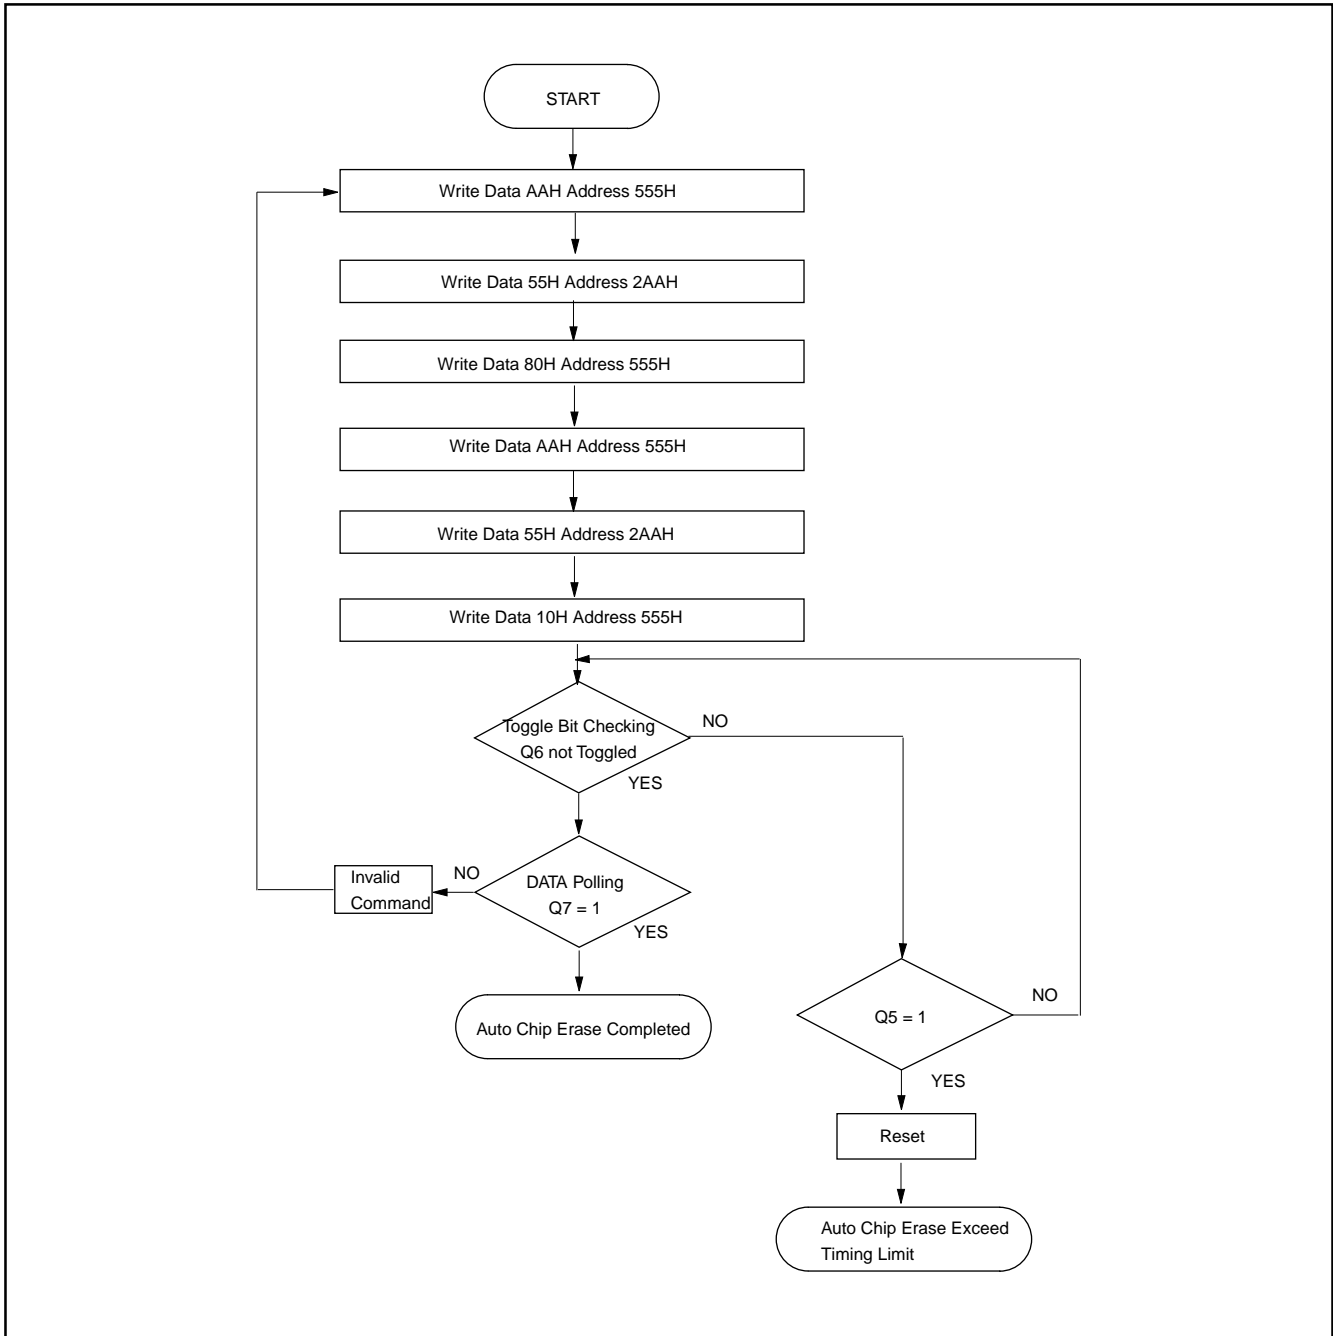 START
Write Data AAH Address 555H
Write Data 55H Address 2AAH
Write Data 80H Address 555H
Write Data AAH Address 555H
Write Data 55H Address 2AAH
Write Data 10H Address 555H
Toggle Bit Checking
Q6 not Toggled
NO
YES
Invalid
Command
NO
DATA Polling
Q7 = 1
YES
Auto Chip Erase Completed
Q5 = 1
NO
YES
Reset
Auto Chip Erase Exceed
Timing Limit